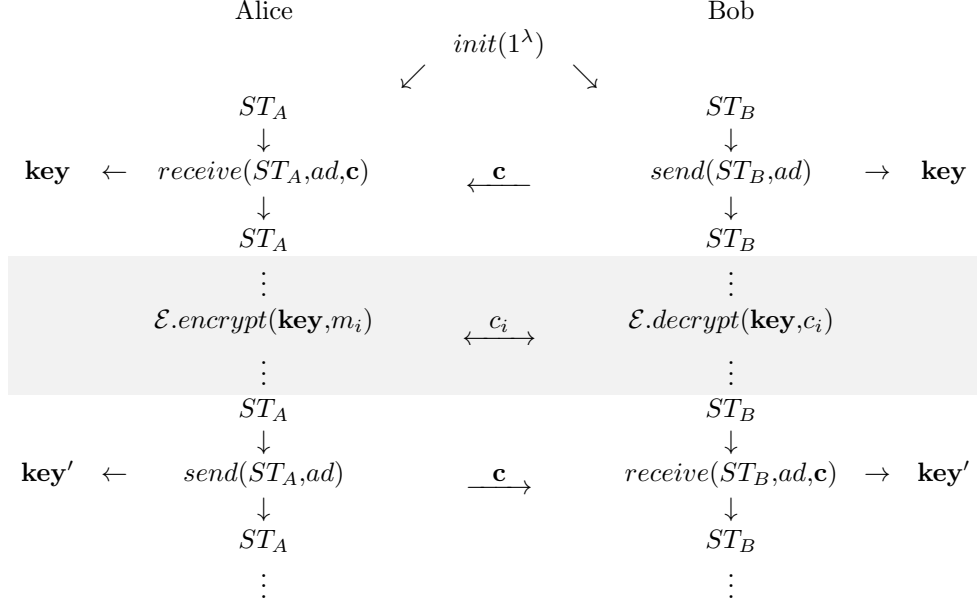 Alice Bob
init(1^λ)
↙ ↘
ST_A ST_B
↓ ↓
key ← receive(ST_A,ad,c) ⟵ c send(ST_B,ad) → key
↓ ↓
ST_A ST_B
⋮ ⋮
ℰ.encrypt(key,m_i) ⟷ c_i ℰ.decrypt(key,c_i)
⋮ ⋮
ST_A ST_B
↓ ↓
key′ ← send(ST_A,ad) ⟶ c receive(ST_B,ad,c) → key′
↓ ↓
ST_A ST_B
⋮ ⋮